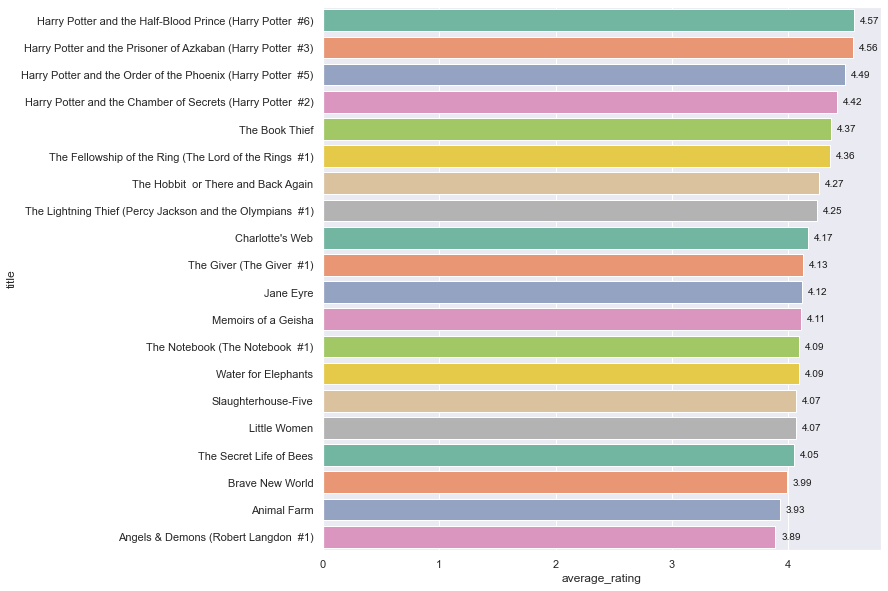 Harry Potter and the Half-Blood Prince (Harry Potter  #6) 4.57
Harry Potter and the Prisoner of Azkaban (Harry Potter  #3) 4.56
Harry Potter and the Order of the Phoenix (Harry Potter  #5) 4.49
Harry Potter and the Chamber of Secrets (Harry Potter  #2) 4.42
The Book Thief 4.37
The Fellowship of the Ring (The Lord of the Rings  #1) 4.36
The Hobbit  or There and Back Again 4.27
The Lightning Thief (Percy Jackson and the Olympians  #1) 4.25
Charlotte's Web 4.17
The Giver (The Giver  #1) 4.13
title
Jane Eyre 4.12
Memoirs of a Geisha 4.11
The Notebook (The Notebook  #1) 4.09
Water for Elephants 4.09
Slaughterhouse-Five 4.07
Little Women 4.07
The Secret Life of Bees 4.05
Brave New World 3.99
Animal Farm 3.93
Angels & Demons (Robert Langdon  #1) 3.89
0 1 2 3 4
average_rating